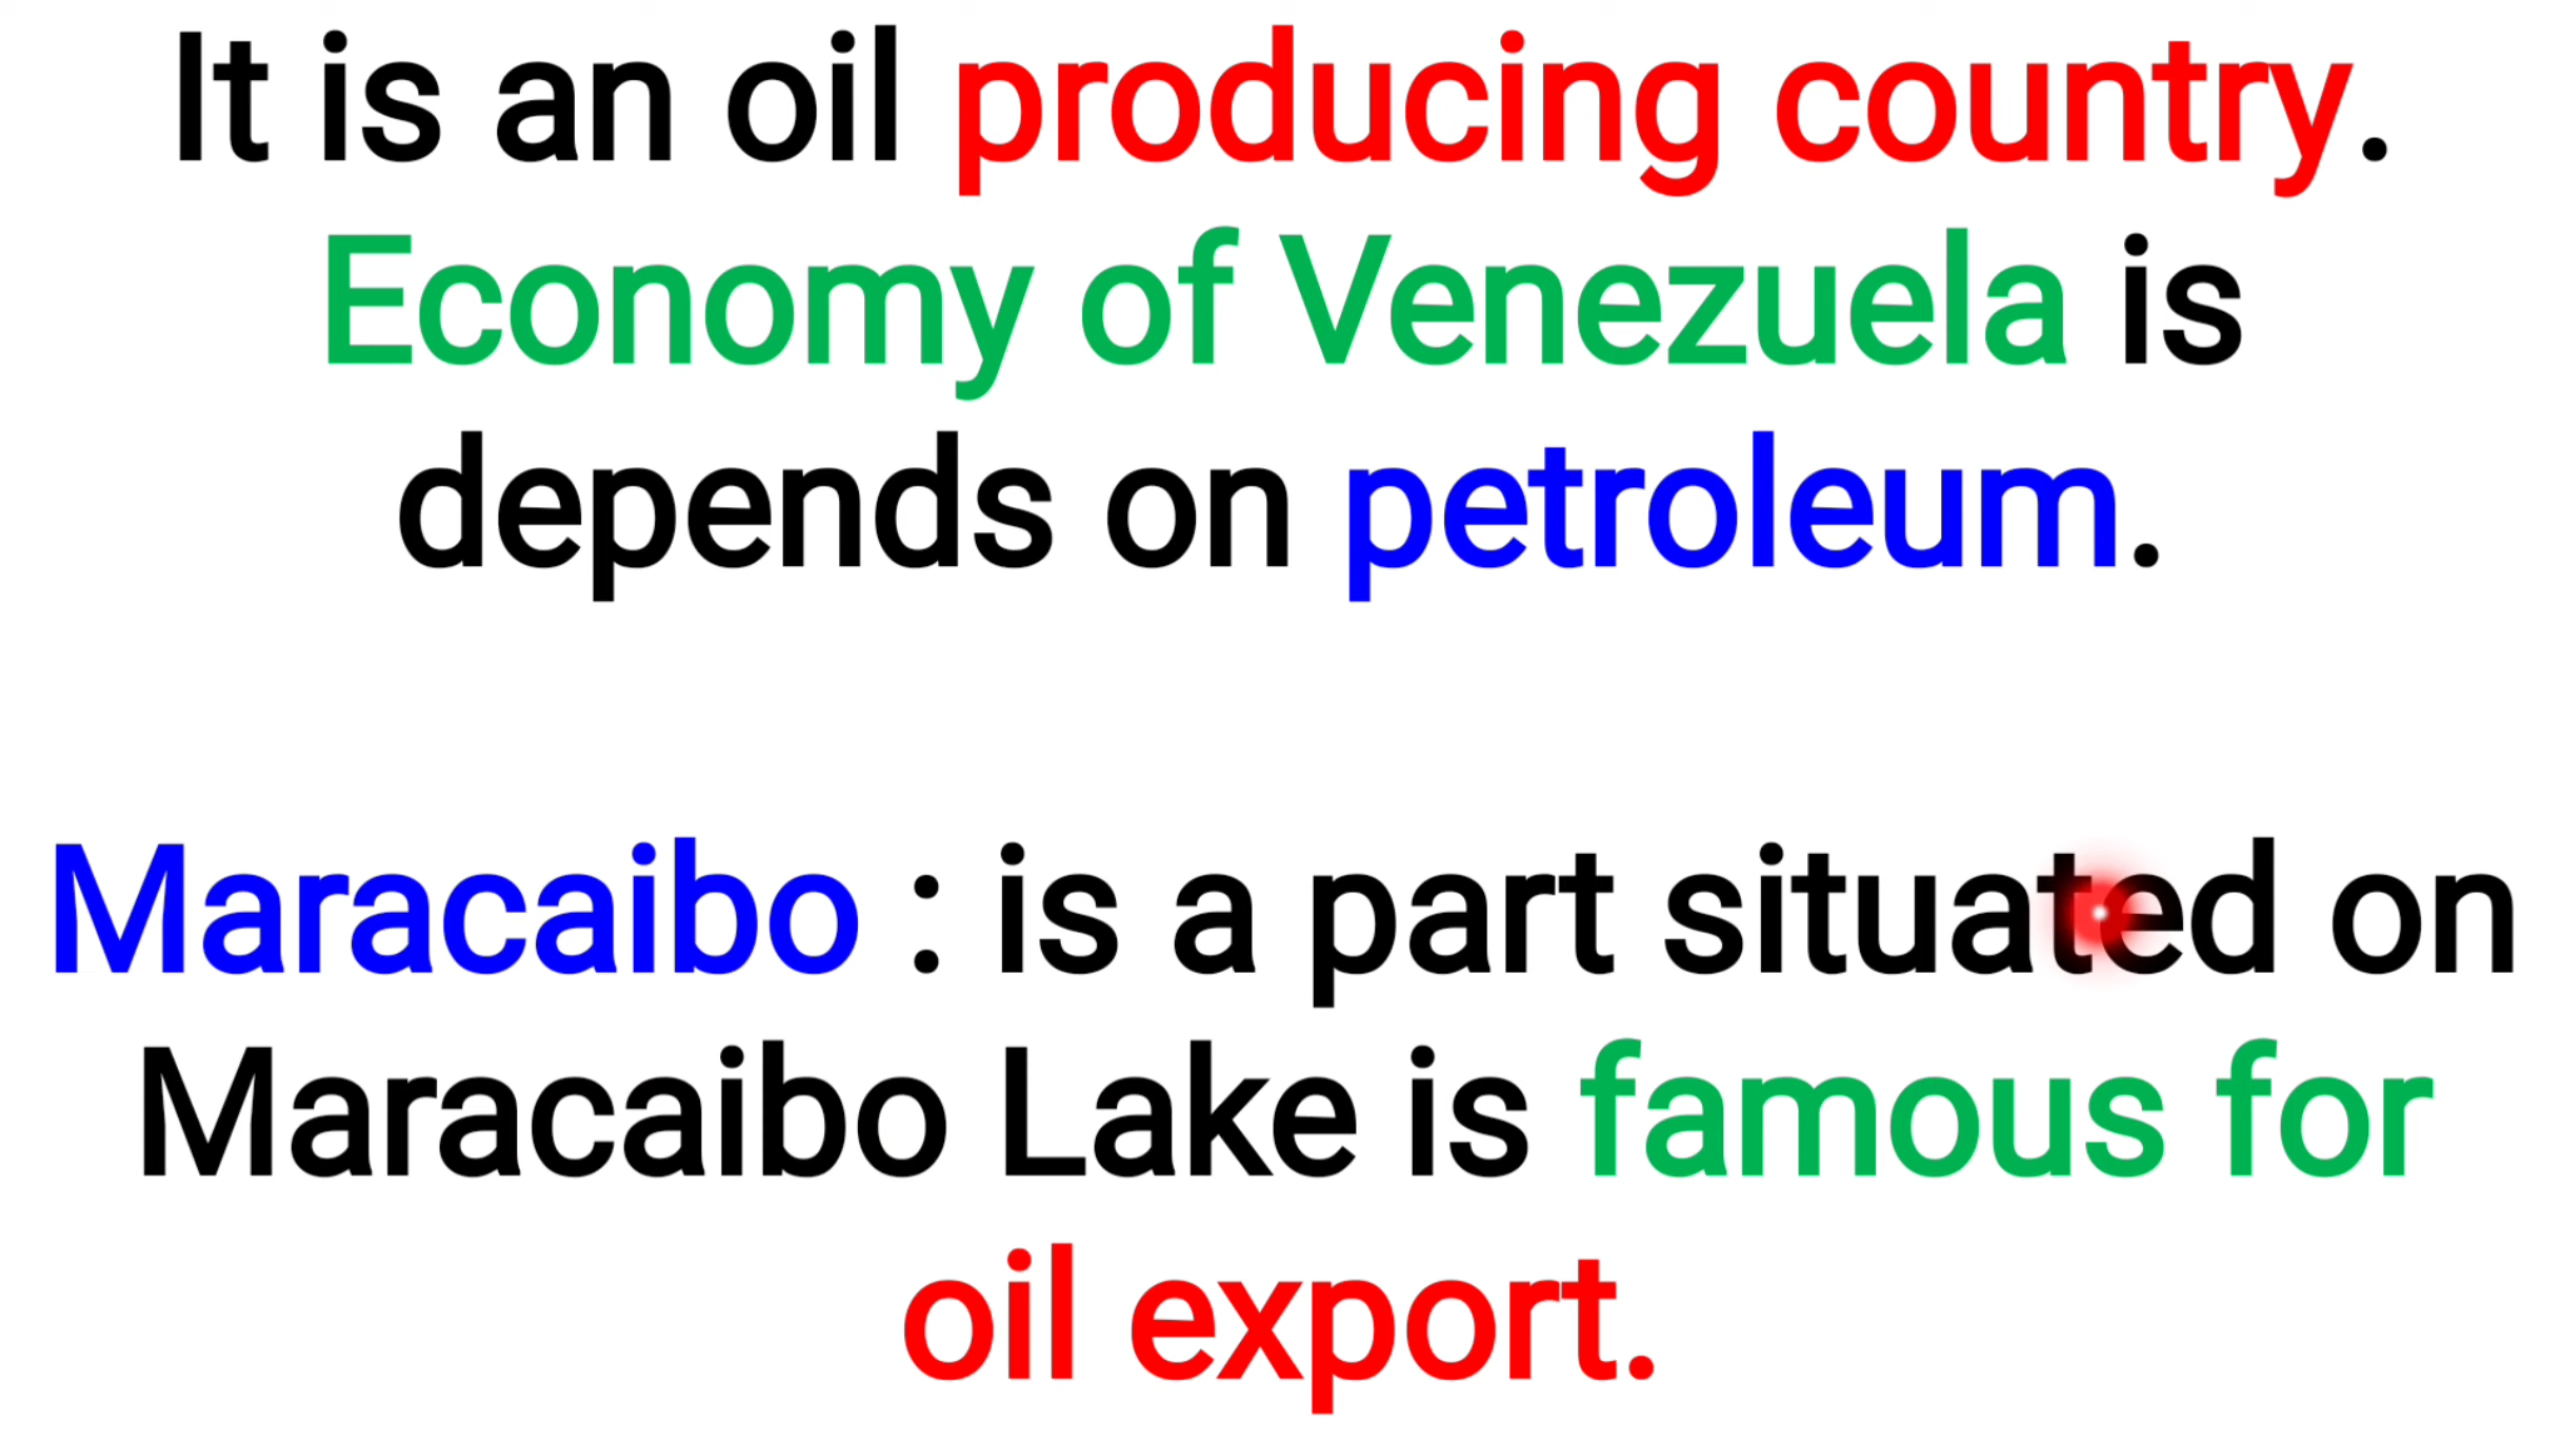 It is an oil producing country.
Economy of Venezuela is
depends on petroleum.
Maracaibo : is a part situated on
Maracaibo Lake is famous for
oil export.